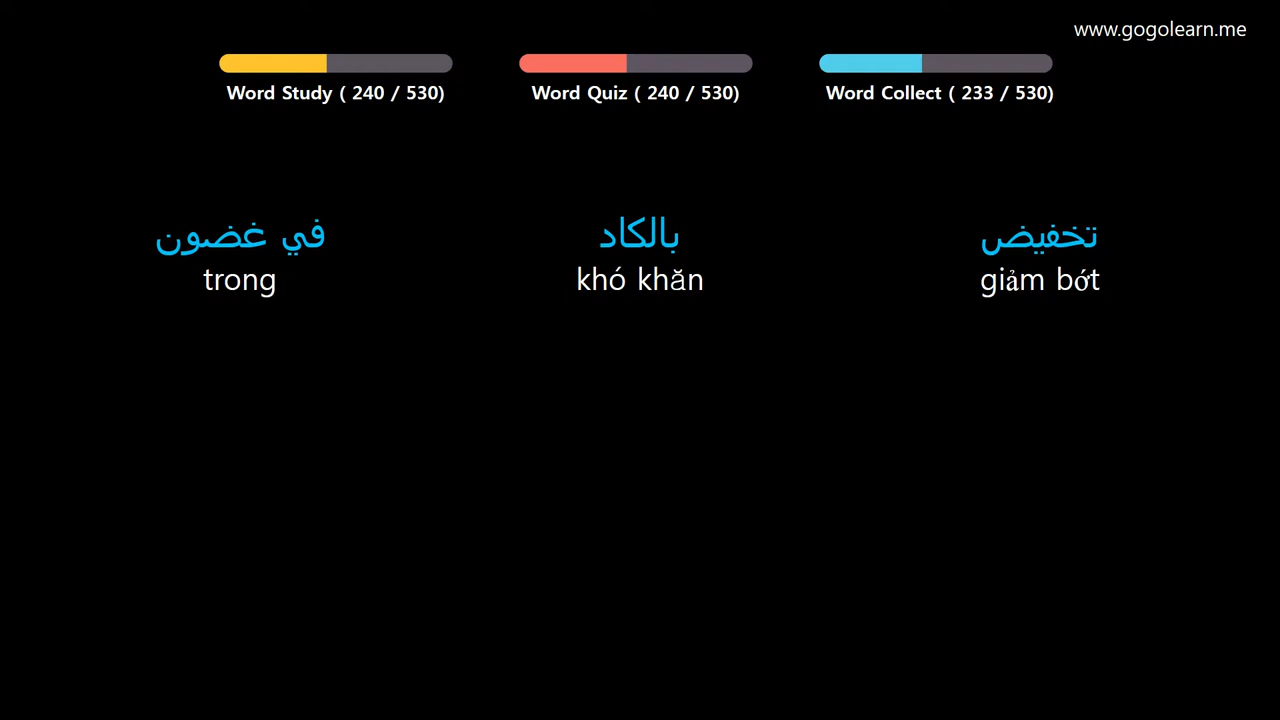 www.gogolearn.me
Word Study ( 240 / 530)
Word Quiz ( 240 / 530)
Word Collect ( 233 / 530)
في غضون
trong
بالكاد
khó khăn
تخفيض
giảm bớt